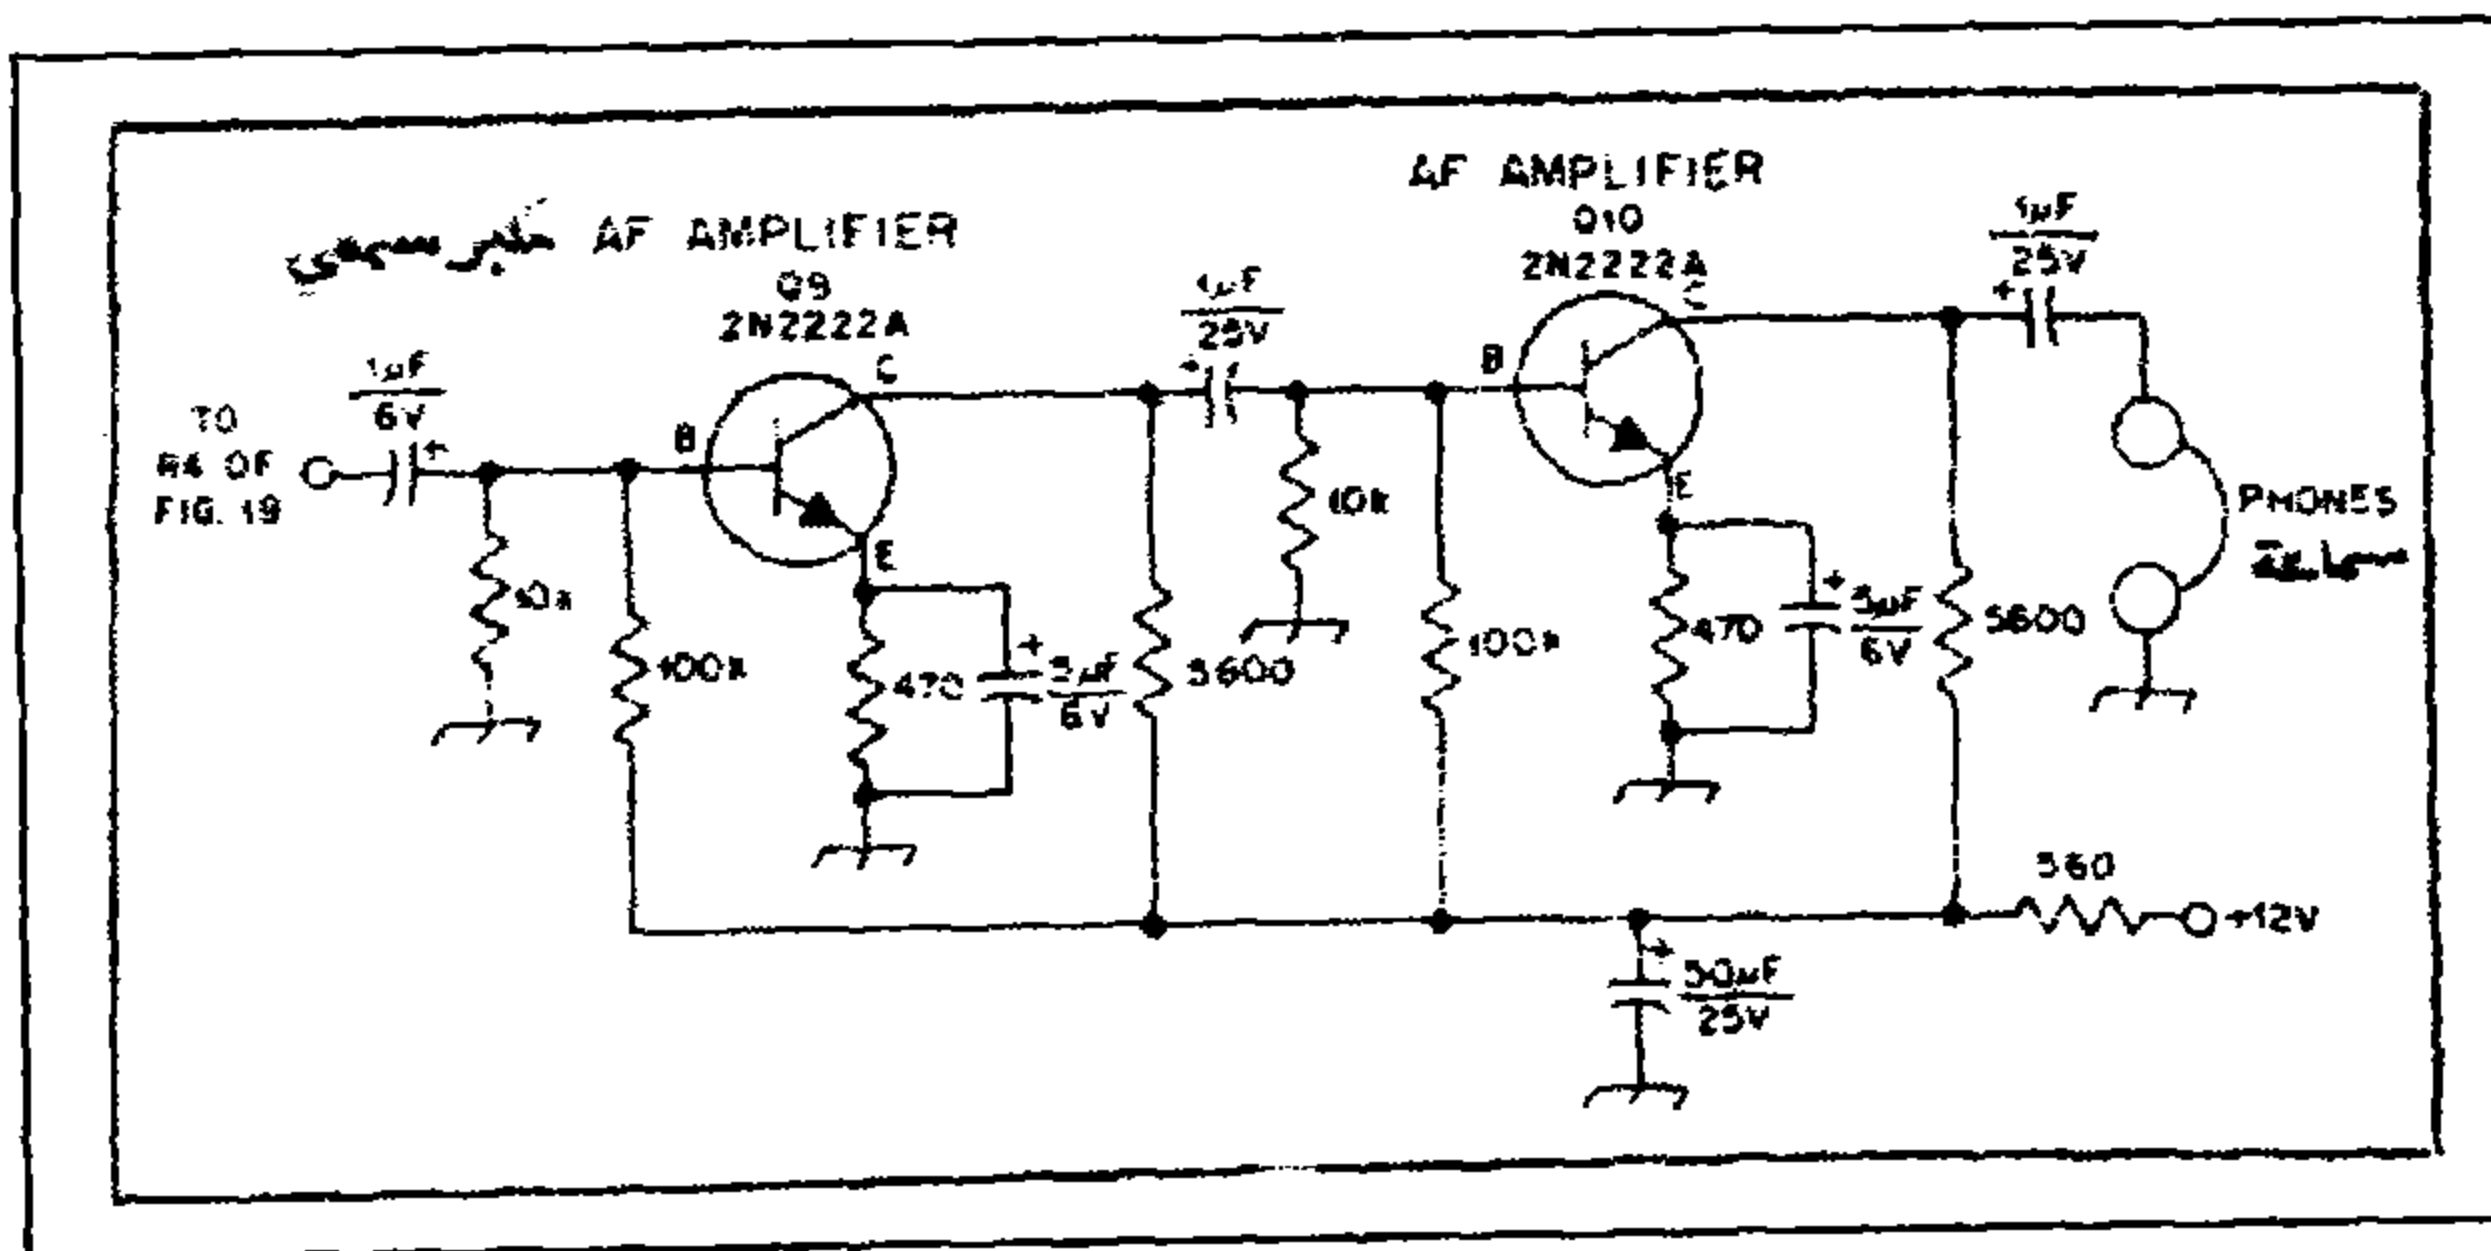 AF AMPLIFIER
Q9
2N2222A
AF AMPLIFIER
Q10
2N2222A
1µF
25V
1µF
25V
1µF
6V
TO
R4 OF
FIG. 19
B
C
E
B
C
E
+
+
+
10k
100k
470
+
5µF
6V
5600
10k
100k
470
+
5µF
6V
5600
PHONES
560
+12V
+
50µF
25V